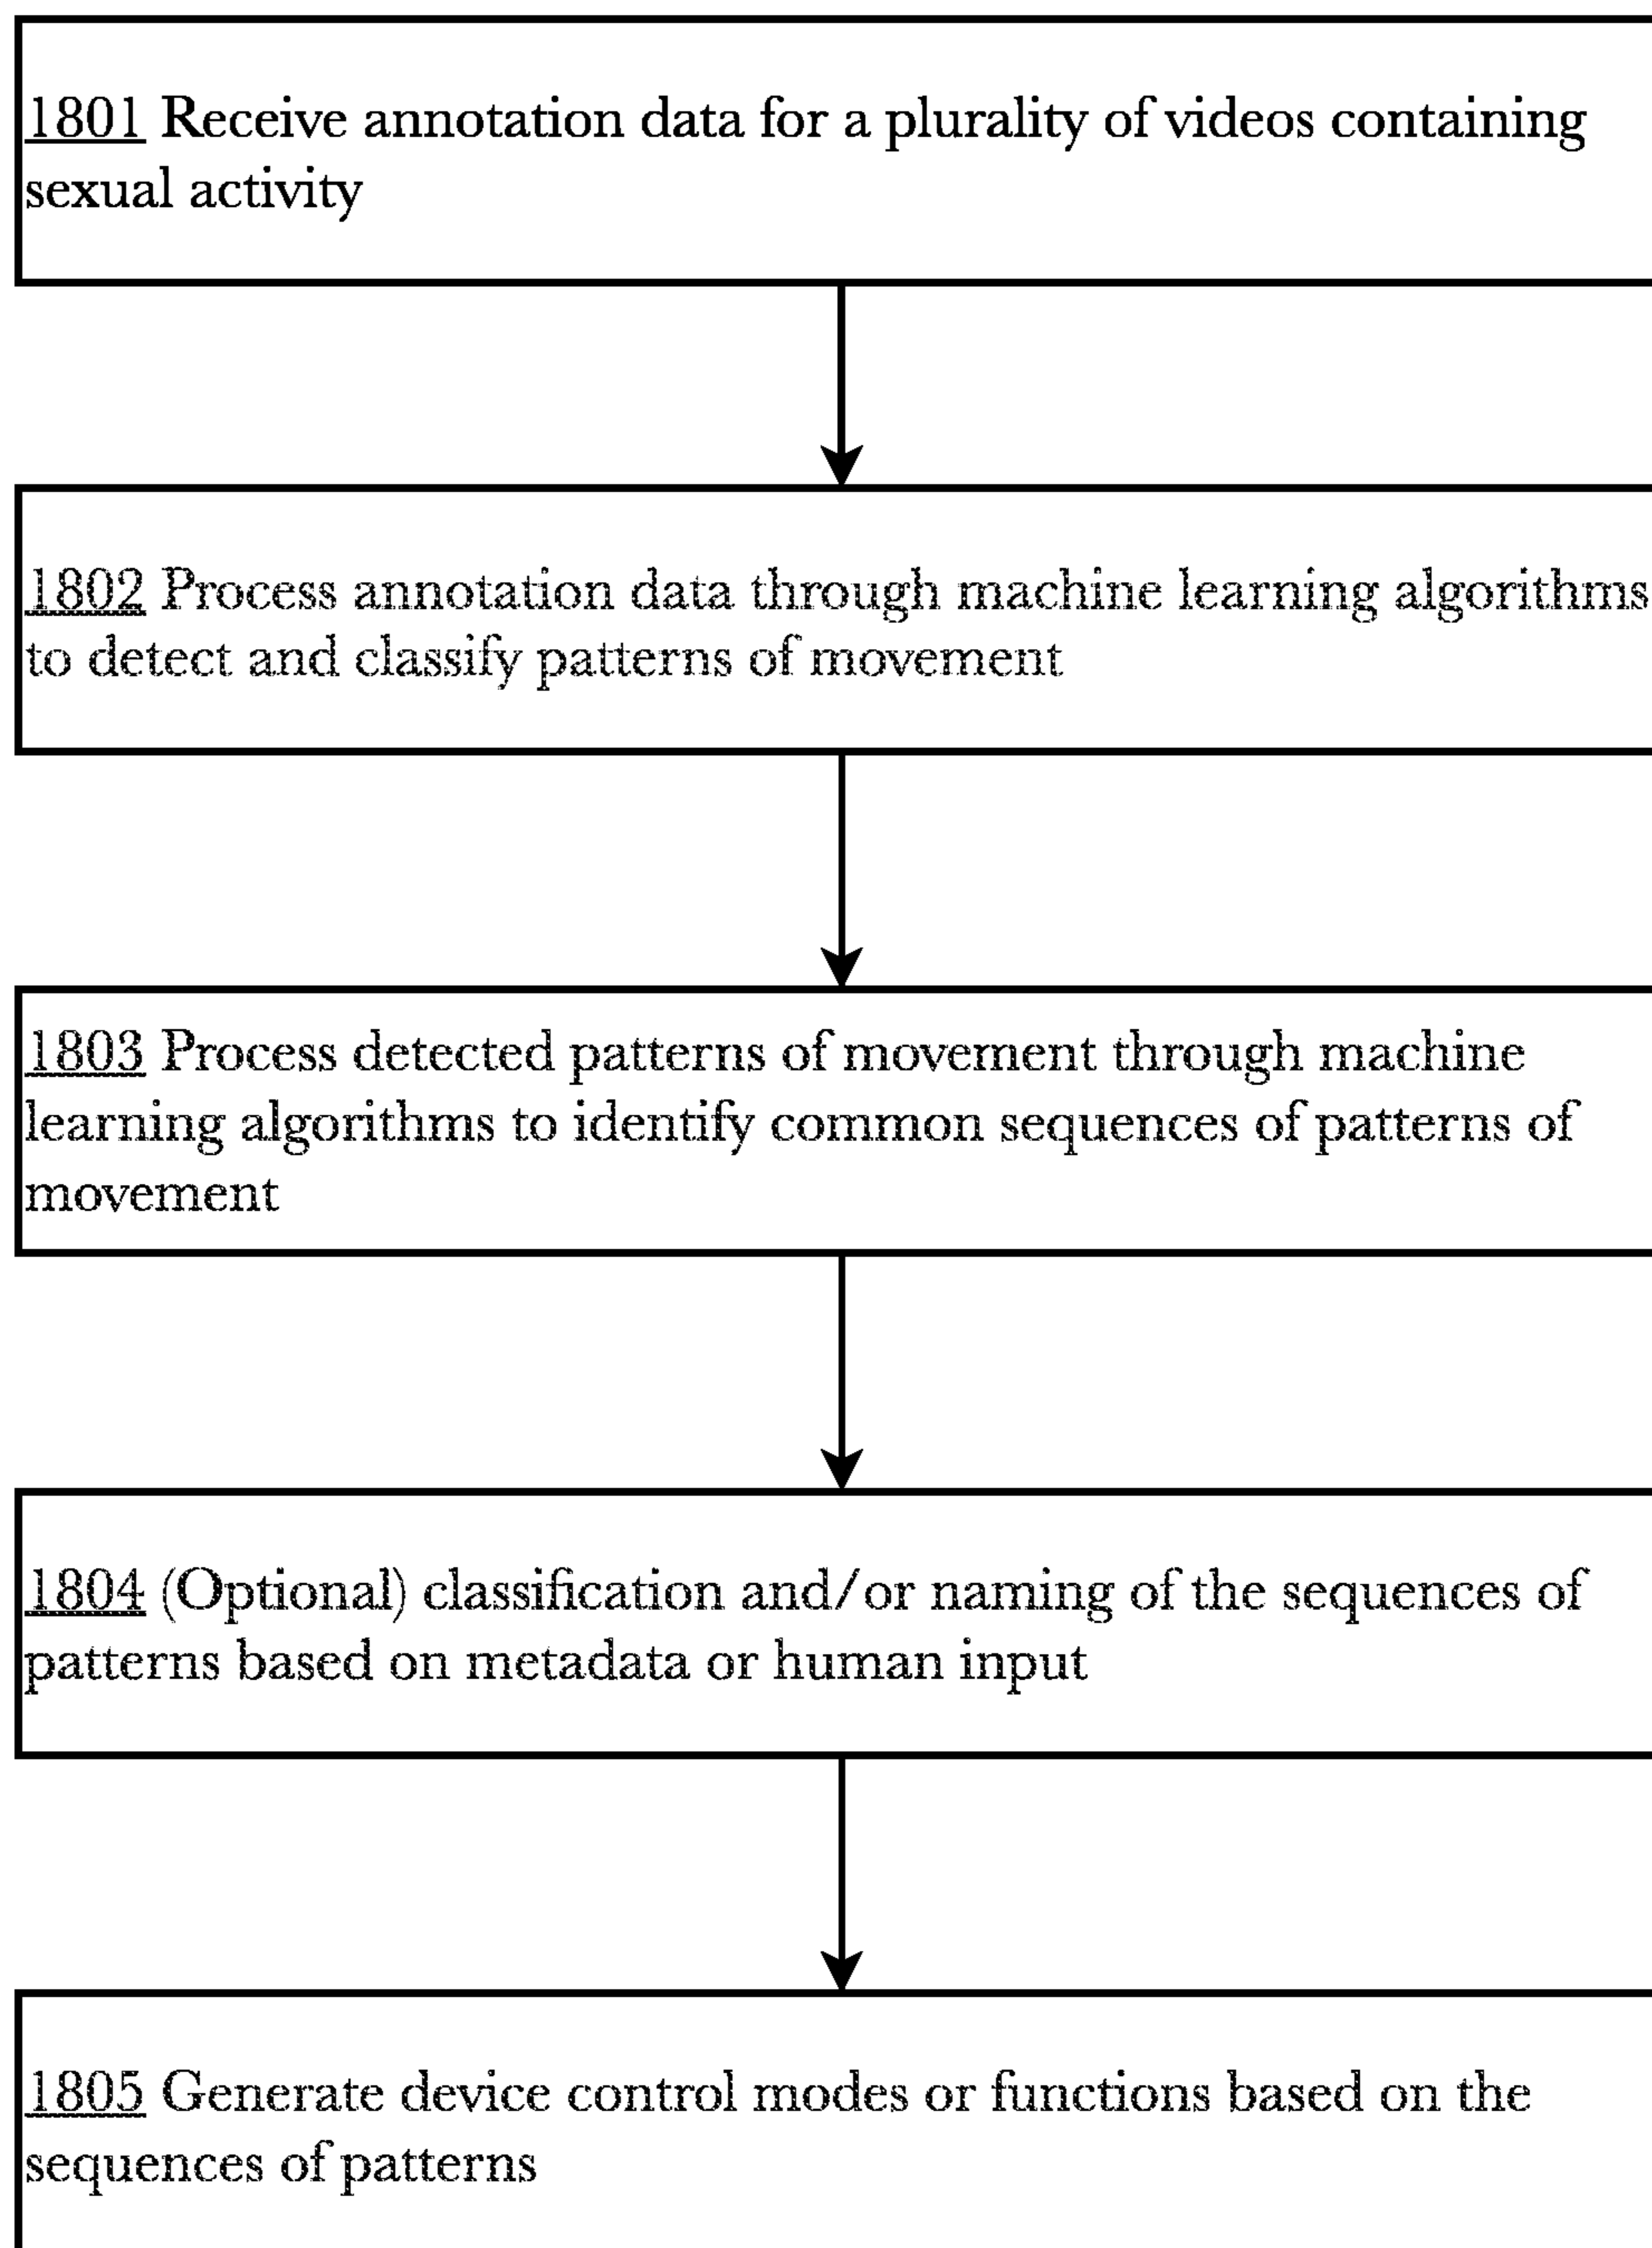 1801 Receive annotation data for a plurality of videos containing
sexual activity
1802 Process annotation data through machine learning algorithms
to detect and classify patterns of movement
1803 Process detected patterns of movement through machine
learning algorithms to identify common sequences of patterns of
movement
1804 (Optional) classification and/or naming of the sequences of
patterns based on metadata or human input
1805 Generate device control modes or functions based on the
sequences of patterns